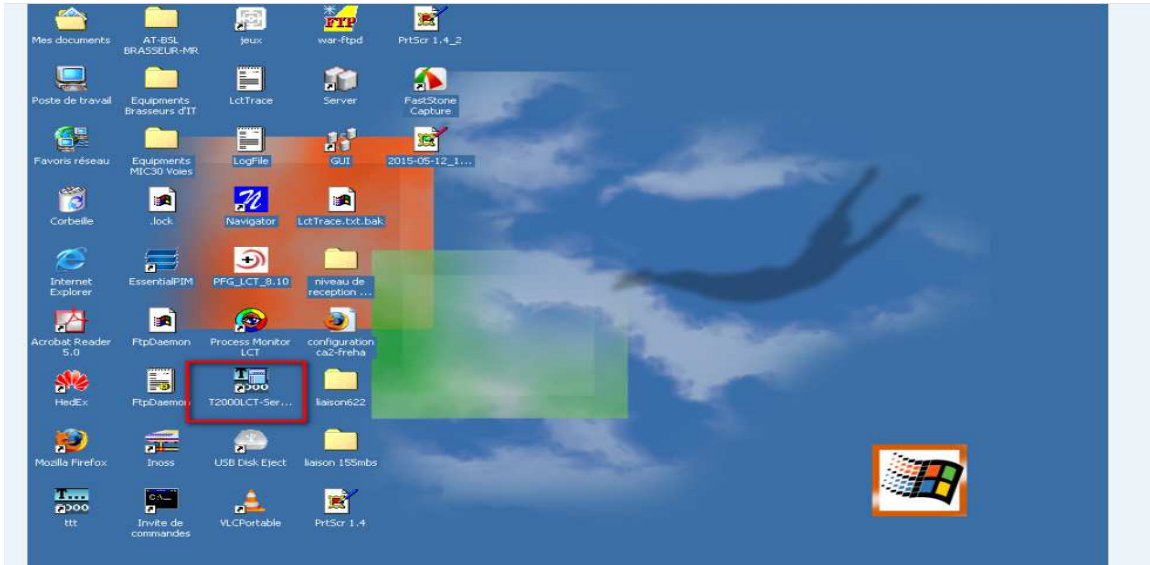 Mes documents
AT-BSL
BRASSEUR-MR
jeux
war-ftpd
PrtScr 1.4_2
Poste de travail
Equipments
Brasseurs d'IT
LctTrace
Server
FastStone
Capture
Favoris réseau
Equipments
MIC30 Voies
LogFile
GUI
2015-05-12_1...
Corbeille
.lock
Navigator
LctTrace.txt.bak
Internet
Explorer
EssentialPIM
PFG_LCT_8.10
niveau de
reception ...
Acrobat Reader
5.0
FtpDaemon
Process Monitor
LCT
configuration
ca2-freha
HedEx
FtpDaemon
T2000LCT-Ser...
liaison622
Mozilla Firefox
Inoss
USB Disk Eject
liaison 155mbs
ttt
Invite de
commandes
VLCPortable
PrtScr 1.4